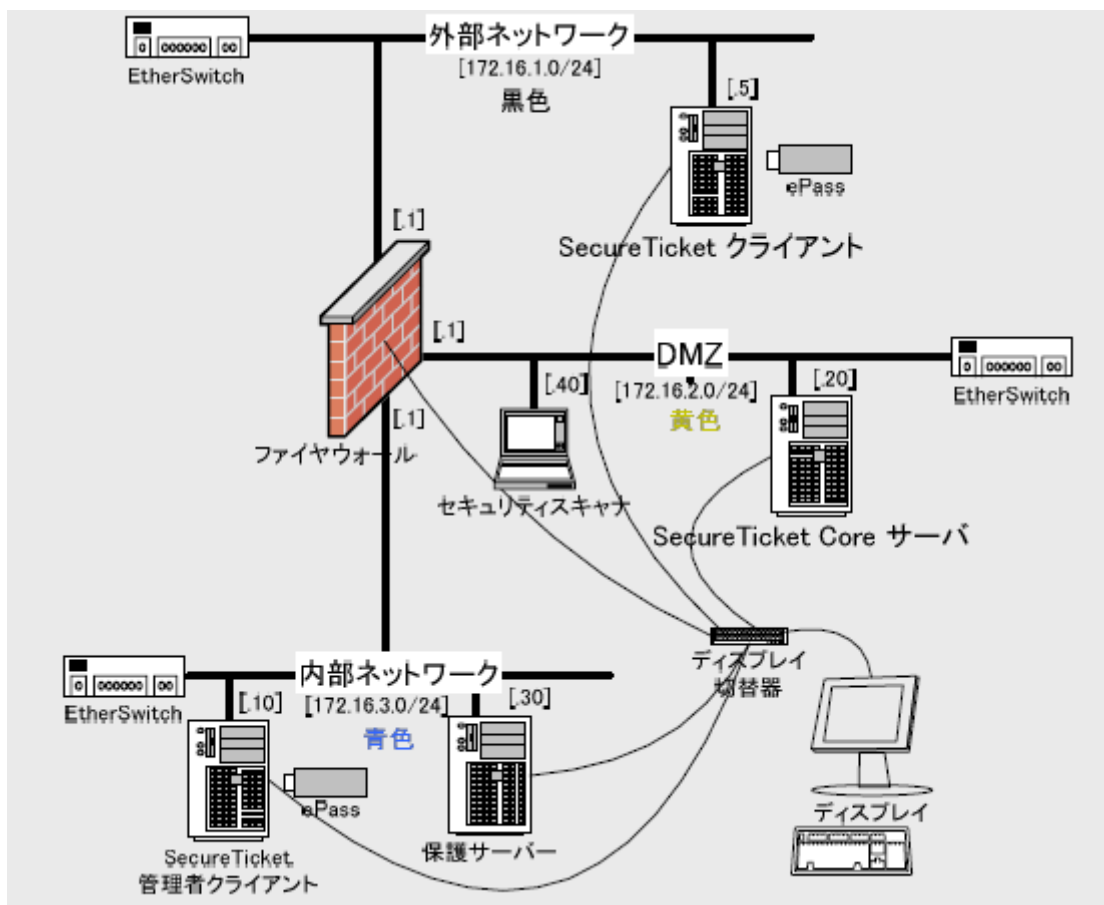 外部ネットワーク
[172.16.1.0/24]
黒色
EtherSwitch
[.5]
ePass
SecureTicket クライアント
[.1]
[.1]
[.1]
ファイヤウォール
DMZ
[172.16.2.0/24]
黄色
[.40]
セキュリティスキャナ
[.20]
EtherSwitch
SecureTicket Core サーバ
ディスプレイ
切替器
内部ネットワーク
[172.16.3.0/24]
青色
EtherSwitch
[.10]
[.30]
ePass
SecureTicket
管理者クライアント
保護サーバー
ディスプレイ